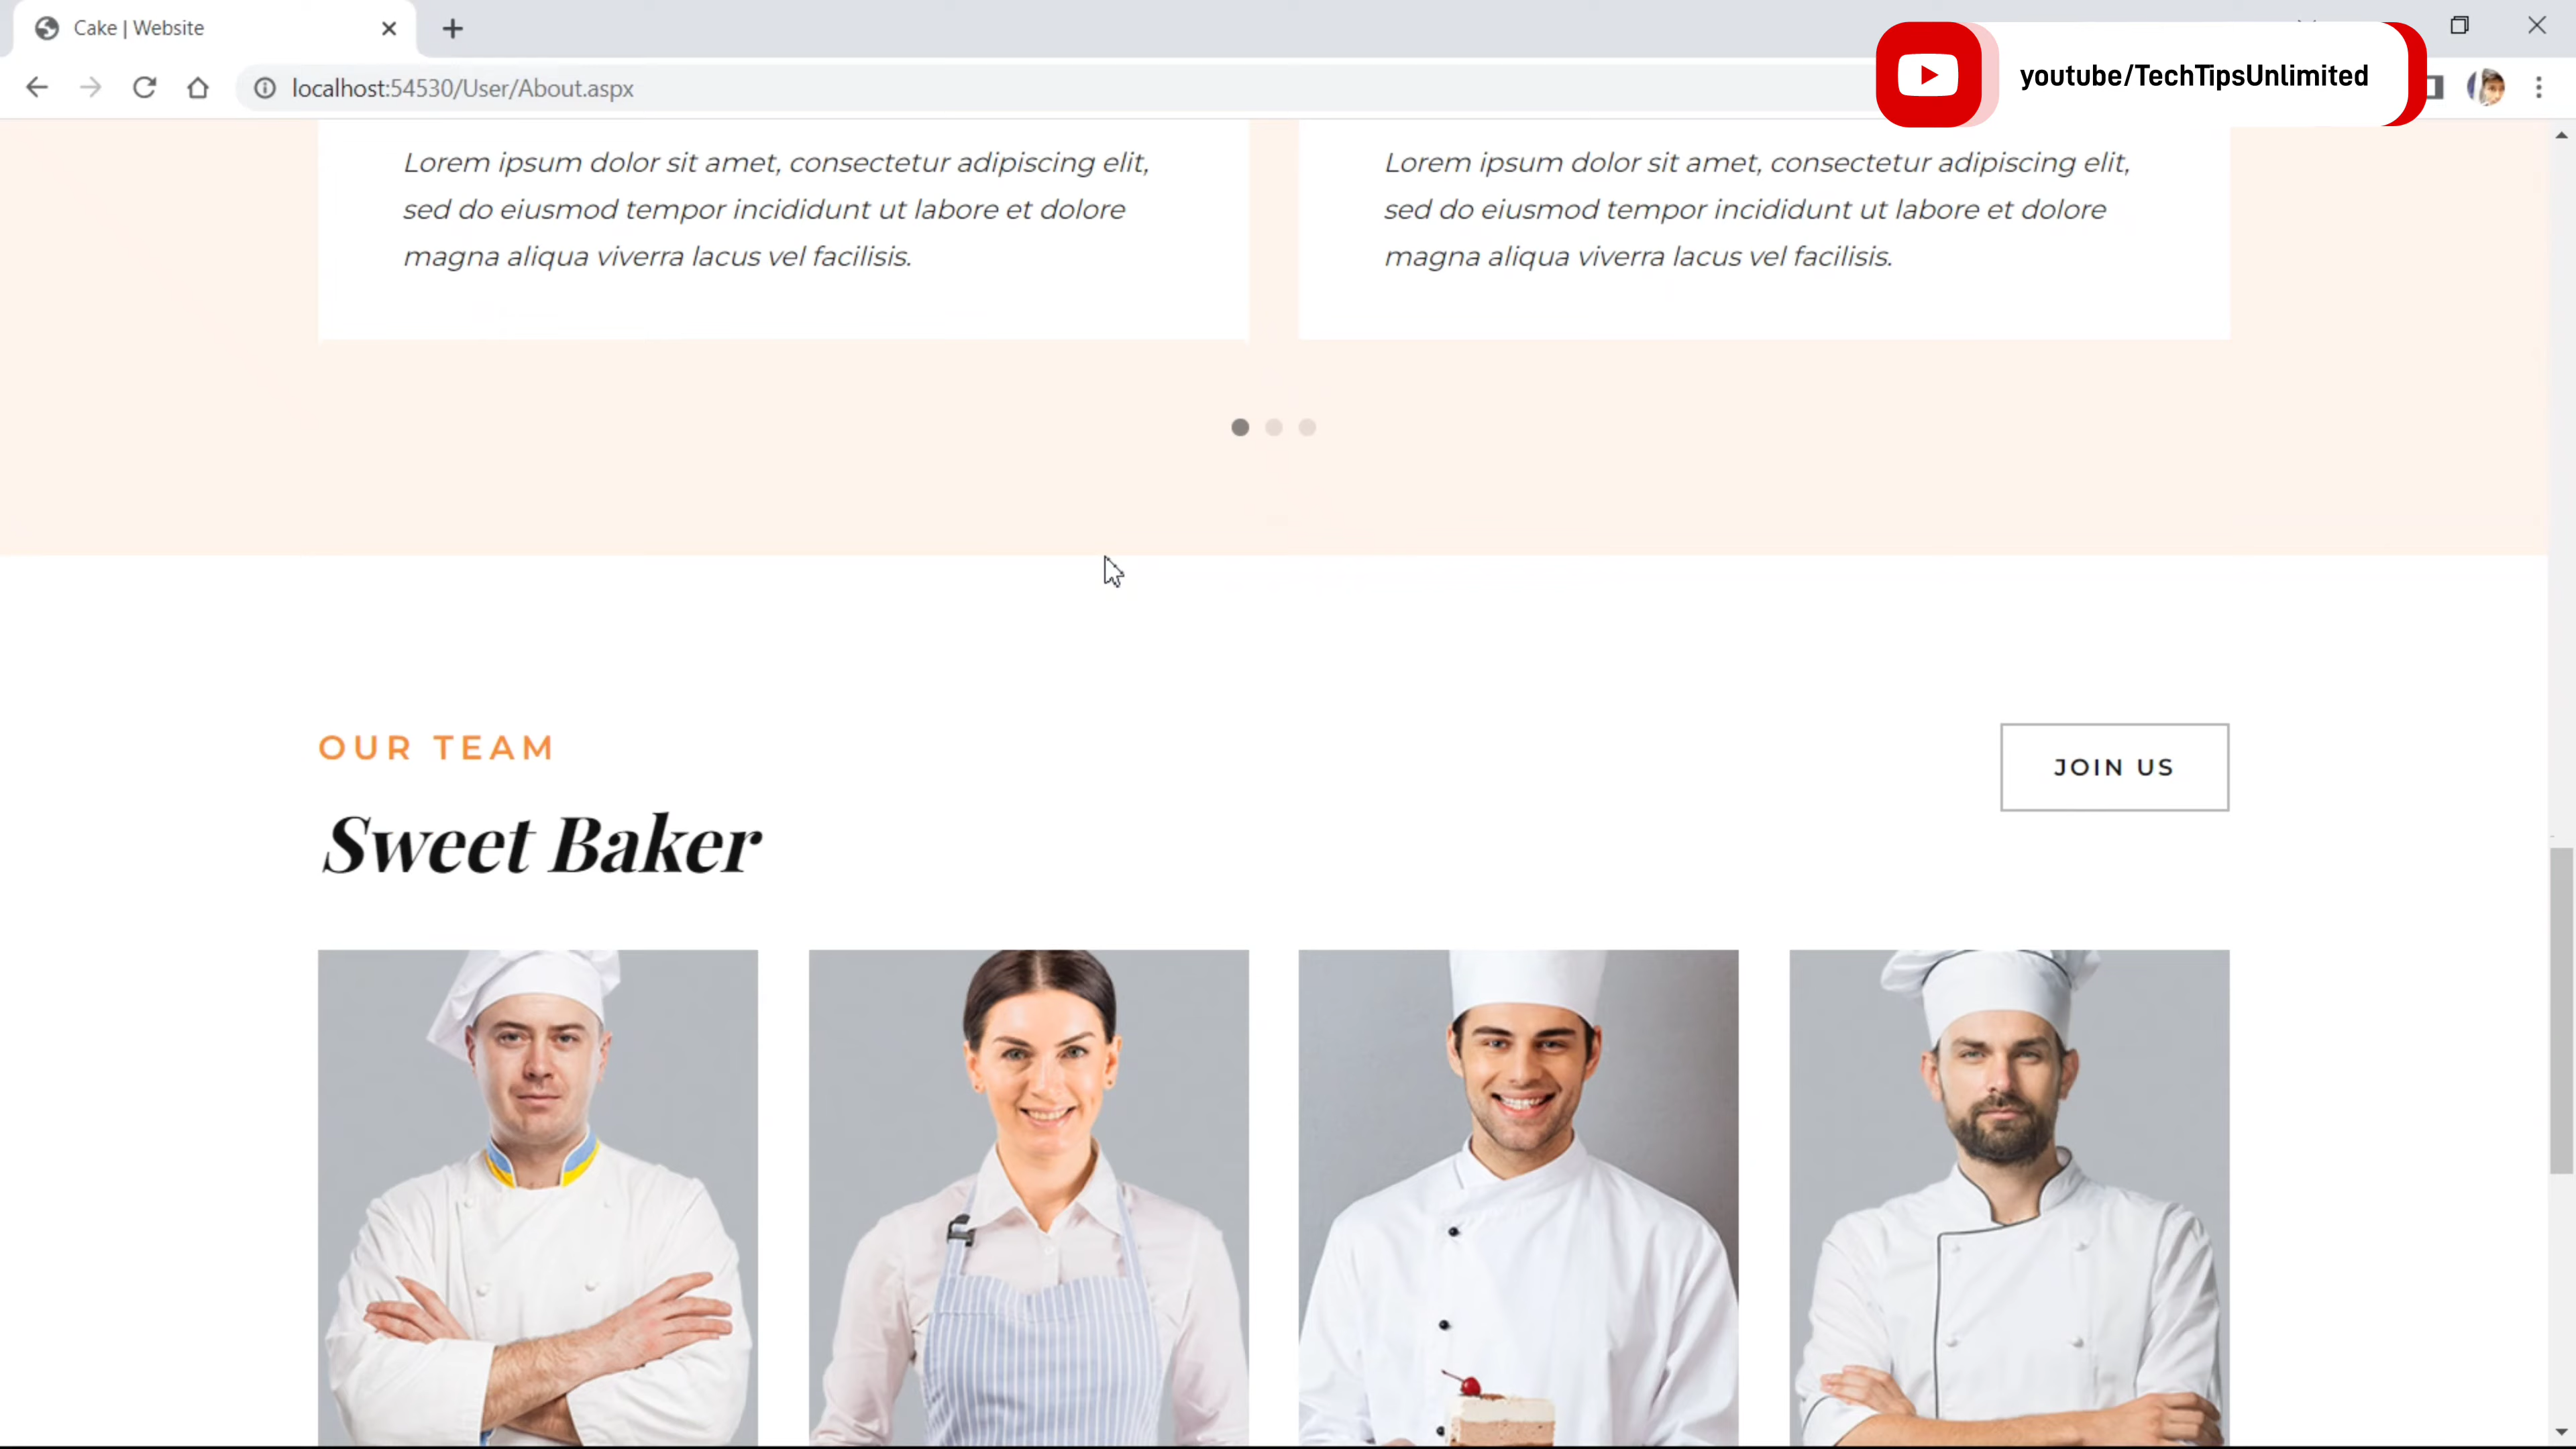 Cake | Website
localhost:54530/User/About.aspx
youtube/TechTipsUnlimited
Lorem ipsum dolor sit amet, consectetur adipiscing elit,
sed do eiusmod tempor incididunt ut labore et dolore
magna aliqua viverra lacus vel facilisis.
Lorem ipsum dolor sit amet, consectetur adipiscing elit,
sed do eiusmod tempor incididunt ut labore et dolore
magna aliqua viverra lacus vel facilisis.
OUR TEAM
Sweet Baker
JOIN US